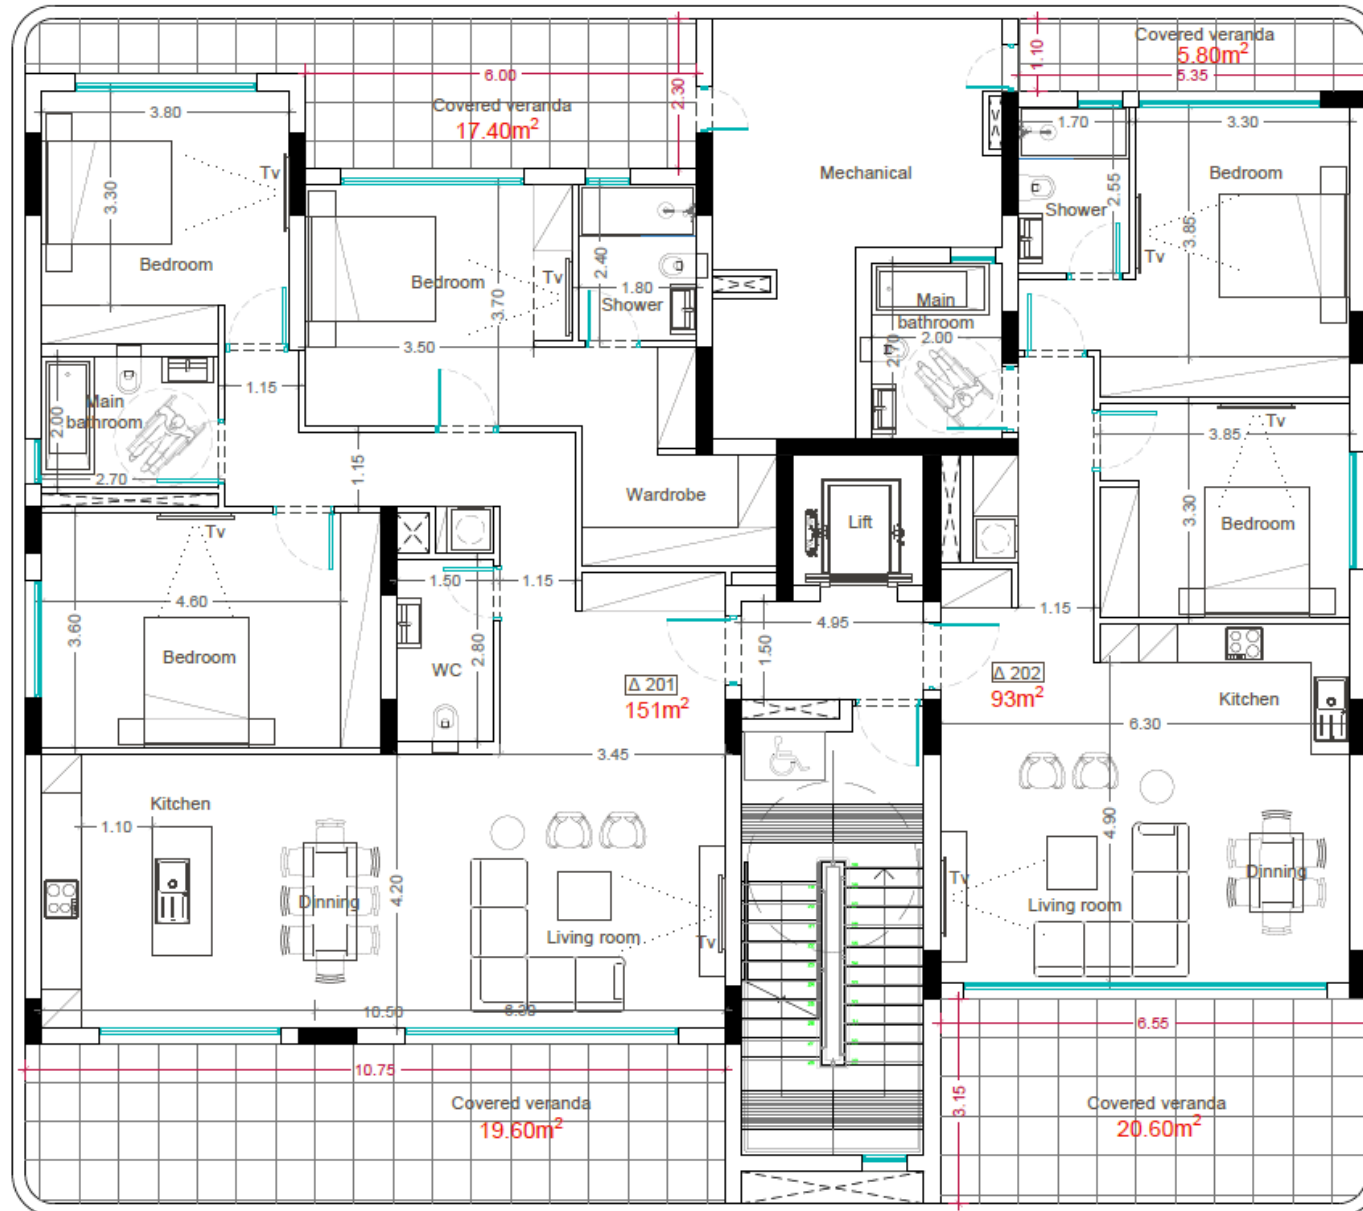 Covered veranda
5.80m²
5.35
1.10
6.00
2.30
Covered veranda
17.40m²
3.80
Tv
3.30
Bedroom
Mechanical
1.70
3.30
Bedroom
2.55
Shower
3.85
Tv
Bedroom
Tv
2.40
1.80
Shower
3.70
3.50
Main
bathroom
2.00
2.70
1.15
Main
bathroom
2.00
2.70
1.15
Tv
3.85
3.30
Bedroom
Wardrobe
Lift
Tv
4.60
3.60
Bedroom
1.50
1.15
2.80
WC
4.95
1.50
1.15
Δ 201
151m²
Δ 202
93m²
Kitchen
6.30
3.45
Kitchen
1.10
Dinning
4.20
Living room
Tv
4.90
Tv
Living room
Dinning
10.50
6.30
10.75
6.55
3.15
Covered veranda
19.60m²
Covered veranda
20.60m²